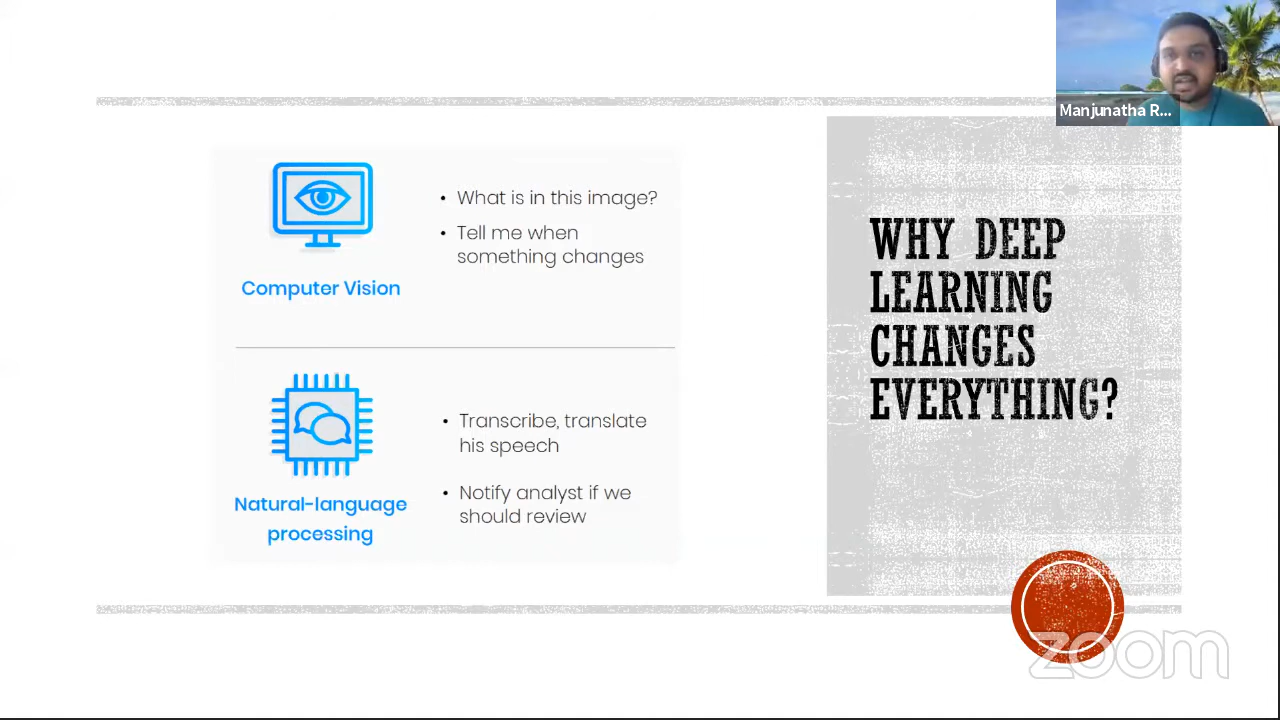 Manjunatha R...
What is in this image?
Tell me when
something changes
Computer Vision
Transcribe, translate
his speech
Notify analyst if we
should review
Natural-language
processing
WHY DEEP
LEARNING
CHANGES
EVERYTHING?
zoom